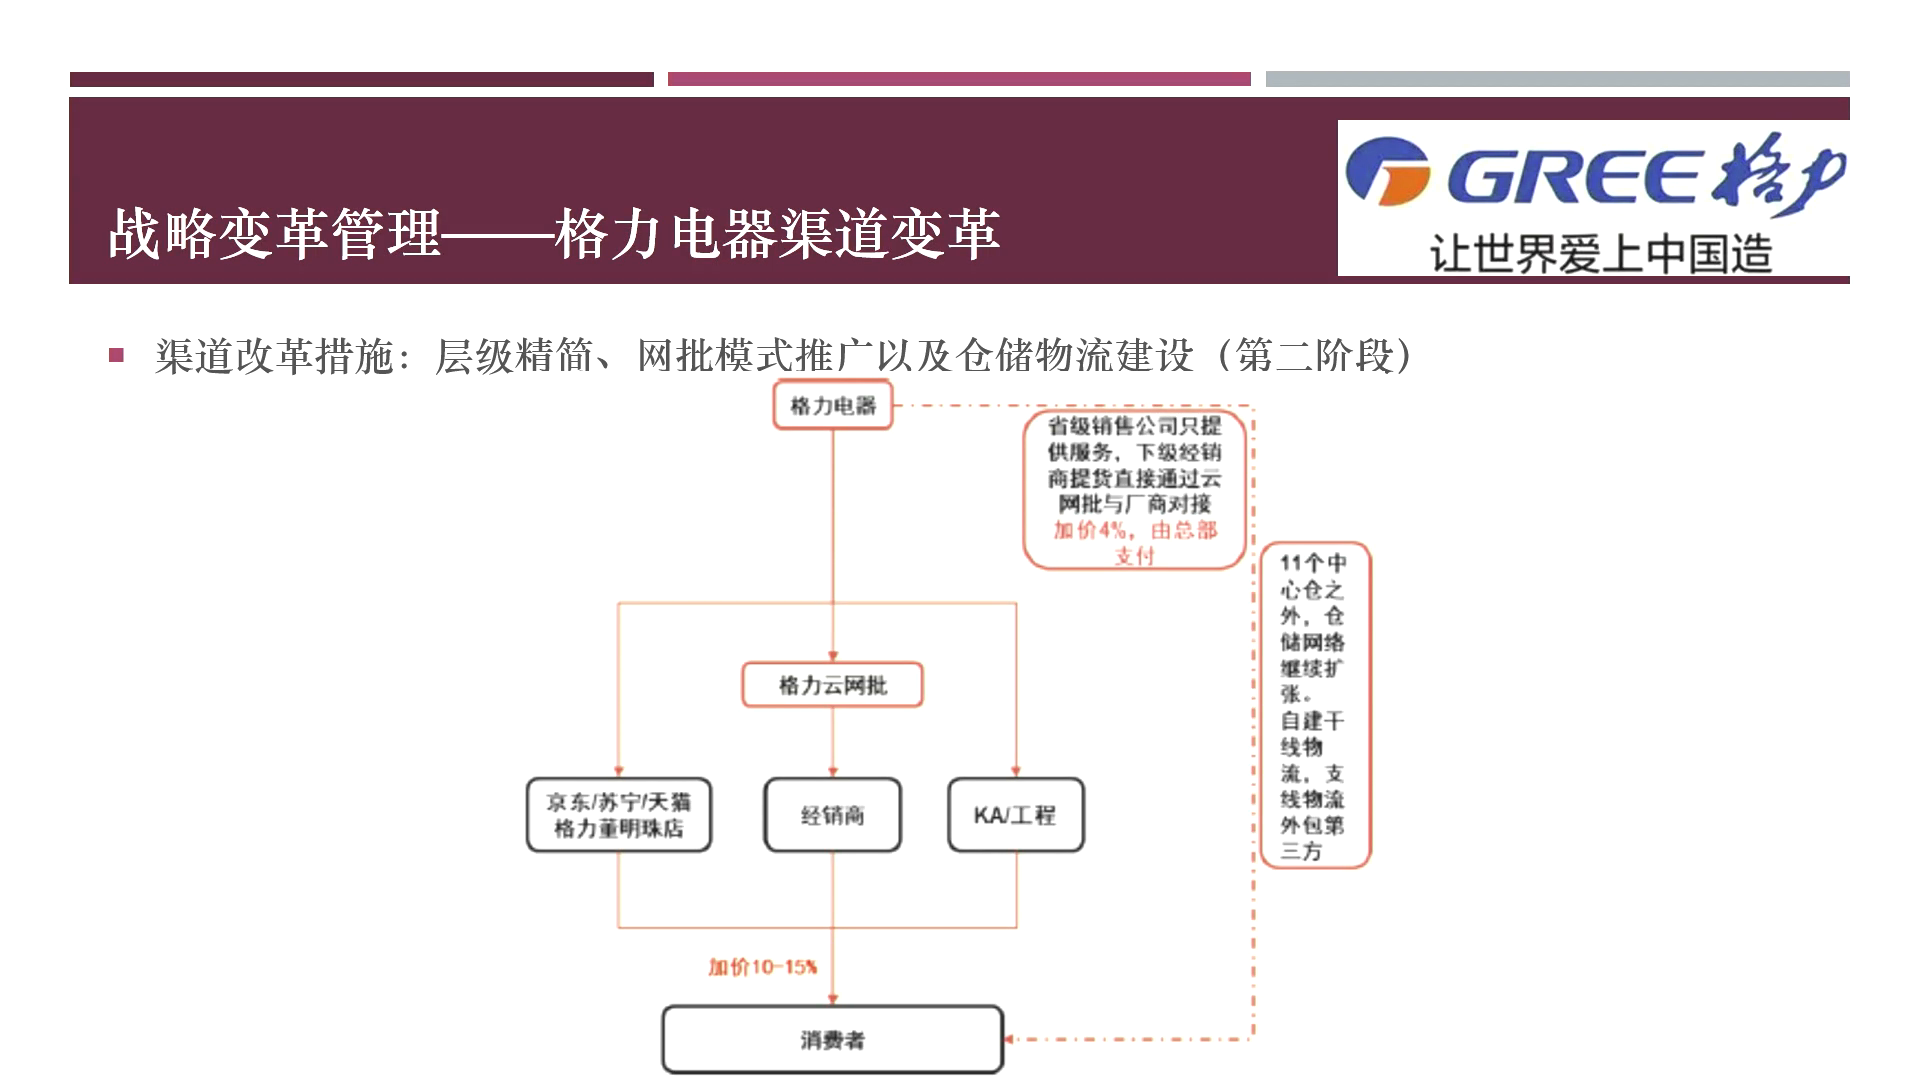 GREE格力
让世界爱上中国造
战略变革管理——格力电器渠道变革
渠道改革措施：层级精简、网批模式推广以及仓储物流建设（第二阶段）
格力电器
省级销售公司只提
供服务，下级经销
商提货直接通过云
网批与厂商对接
加价4%，由总部
支付
11个中
心仓之
外，仓
储网络
继续扩
张。
自建干
线物
流，支
线物流
外包第
三方
格力云网批
京东/苏宁/天猫
格力董明珠店
经销商
KA/工程
加价10-15%
消费者